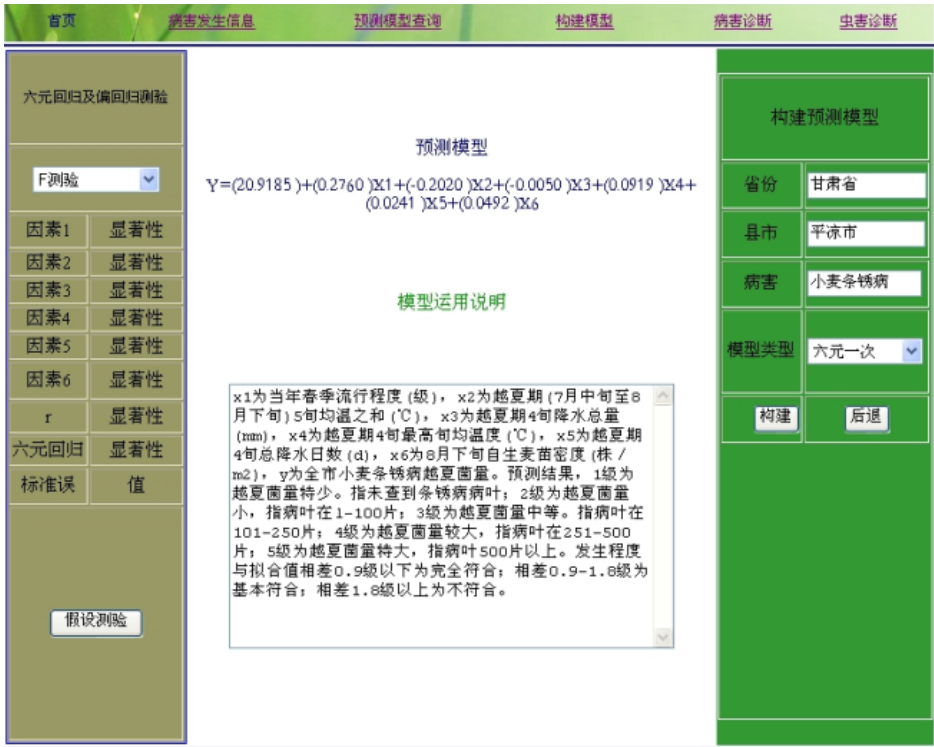 首页 病害发生信息 预测模型查询 构建模型 病害诊断 虫害诊断
六元回归及偏回归测验
F测验
因素1 显著性
因素2 显著性
因素3 显著性
因素4 显著性
因素5 显著性
因素6 显著性
r 显著性
六元回归 显著性
标准误 值
假设测验
预测模型
Y=(20.9185 )+(0.2760 )X1+(-0.2020 )X2+(-0.0050 )X3+(0.0919 )X4+
(0.0241 )X5+(0.0492 )X6
模型运用说明
x1为当年春季流行程度(级), x2为越夏期(7月中旬至8
月下旬)5旬均温之和(℃), x3为越夏期4旬降水总量
(mm), x4为越夏期4旬最高旬均温度(℃), x5为越夏期
4旬总降水日数(d), x6为8月下旬自生麦苗密度(株/
m2), y为全市小麦条锈病越夏菌量。预测结果, 1级为
越夏菌量特少。指未查到条锈病病叶; 2级为越夏菌量
小, 指病叶在1-100片; 3级为越夏菌量中等。指病叶在
101-250片; 4级为越夏菌量较大, 指病叶在251-500
片; 5级为越夏菌量特大, 指病叶500片以上。发生程度
与拟合值相差0.9级以下为完全符合; 相差0.9-1.8级为
基本符合; 相差1.8级以上为不符合。
构建预测模型
省份 甘肃省
县市 平凉市
病害 小麦条锈病
模型类型 六元一次
构建 后退